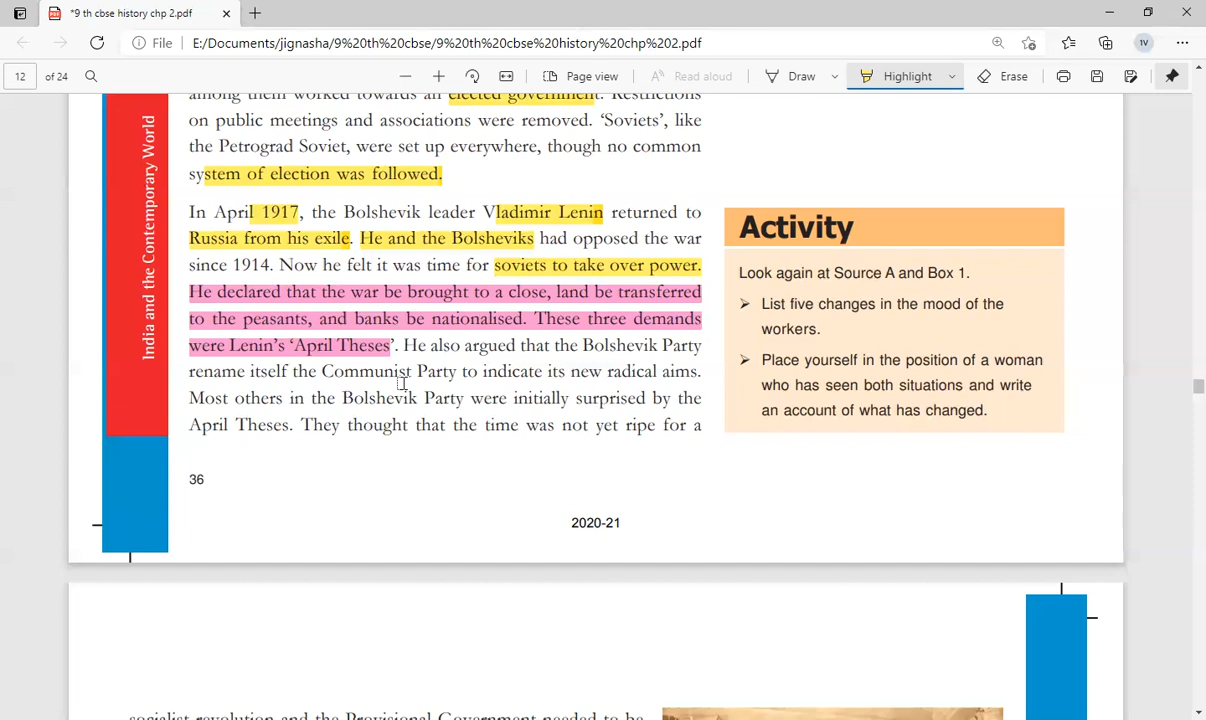 *9 th cbse history chp 2.pdf
File
E:/Documents/jignasha/9%20th%20cbse/9%20th%20cbse%20history%20chp%202.pdf
1V
12 of 24
Page view
Read aloud
Draw
Highlight
Erase
among them worked towards an elected government. Restrictions
on public meetings and associations were removed. ‘Soviets’, like
the Petrograd Soviet, were set up everywhere, though no common
system of election was followed.
In April 1917, the Bolshevik leader Vladimir Lenin returned to
Russia from his exile. He and the Bolsheviks had opposed the war
since 1914. Now he felt it was time for soviets to take over power.
He declared that the war be brought to a close, land be transferred
to the peasants, and banks be nationalised. These three demands
were Lenin’s ‘April Theses’. He also argued that the Bolshevik Party
rename itself the Communist Party to indicate its new radical aims.
Most others in the Bolshevik Party were initially surprised by the
April Theses. They thought that the time was not yet ripe for a
India and the Contemporary World
Activity
Look again at Source A and Box 1.
➢ List five changes in the mood of the
workers.
➢ Place yourself in the position of a woman
who has seen both situations and write
an account of what has changed.
36
2020-21
socialist revolution and the Provisional Government needed to be